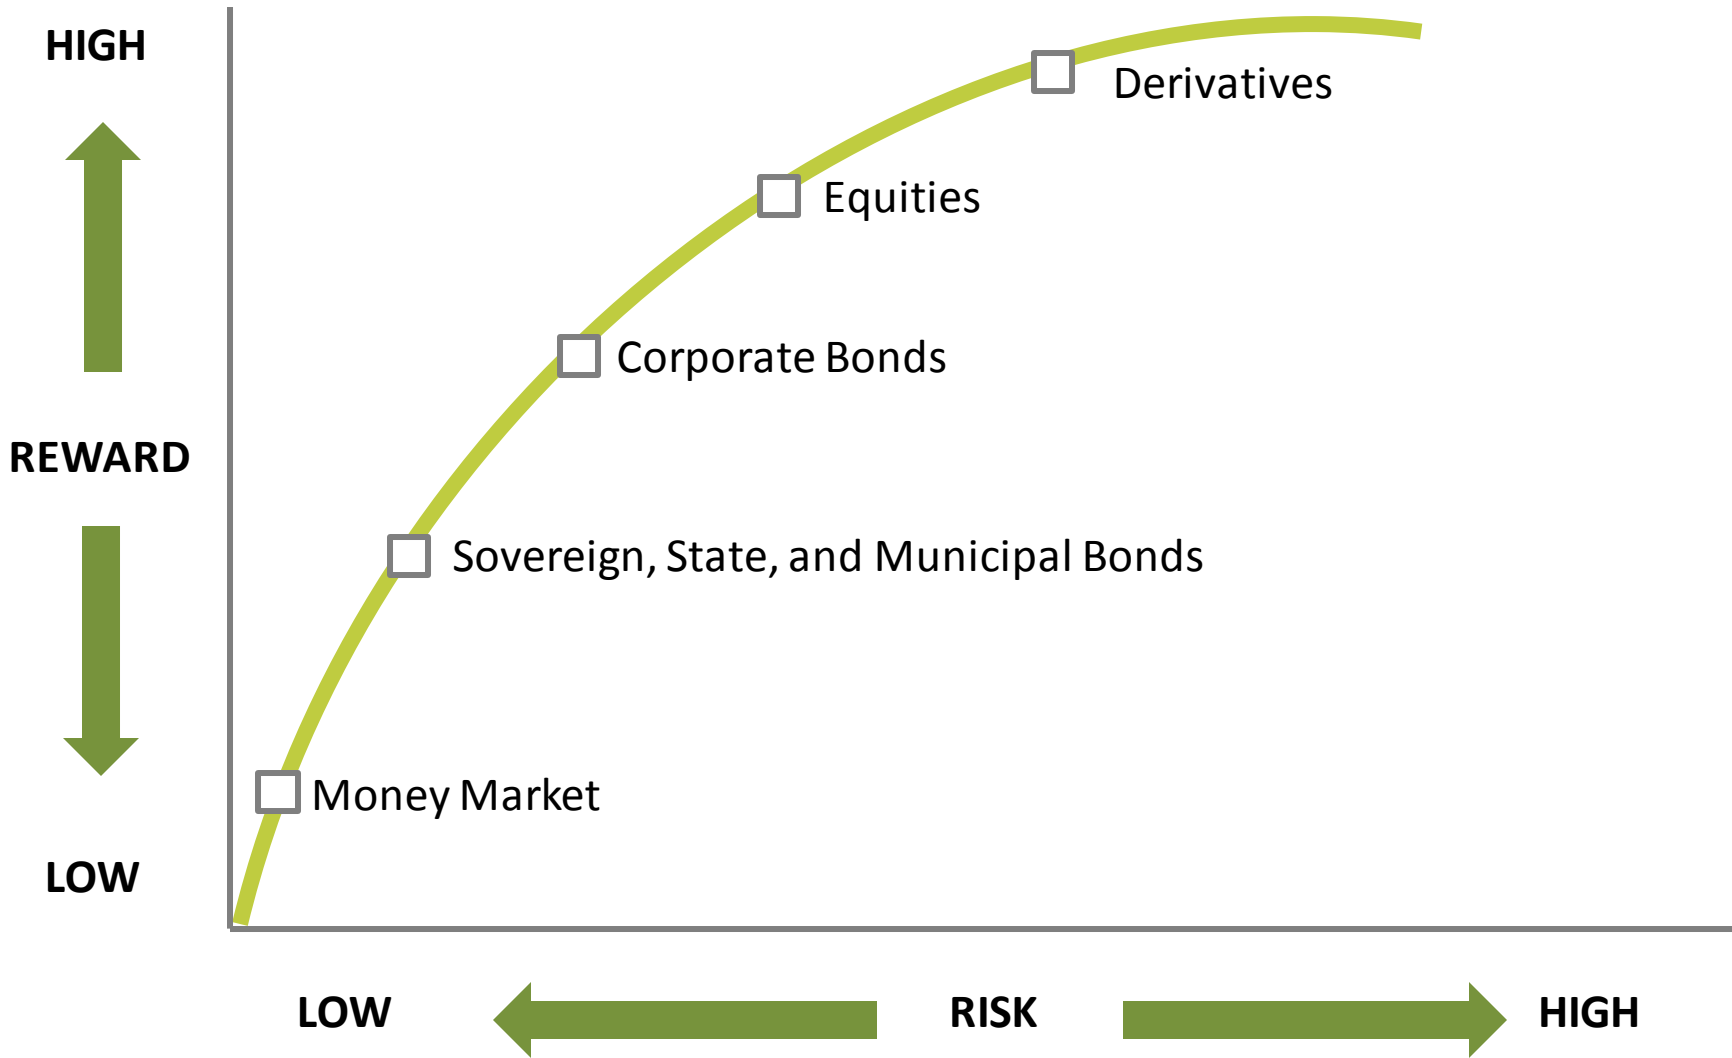 HIGH
Derivatives
Equities
Corporate Bonds
REWARD
Sovereign, State, and Municipal Bonds
Money Market
LOW
LOW
RISK
HIGH